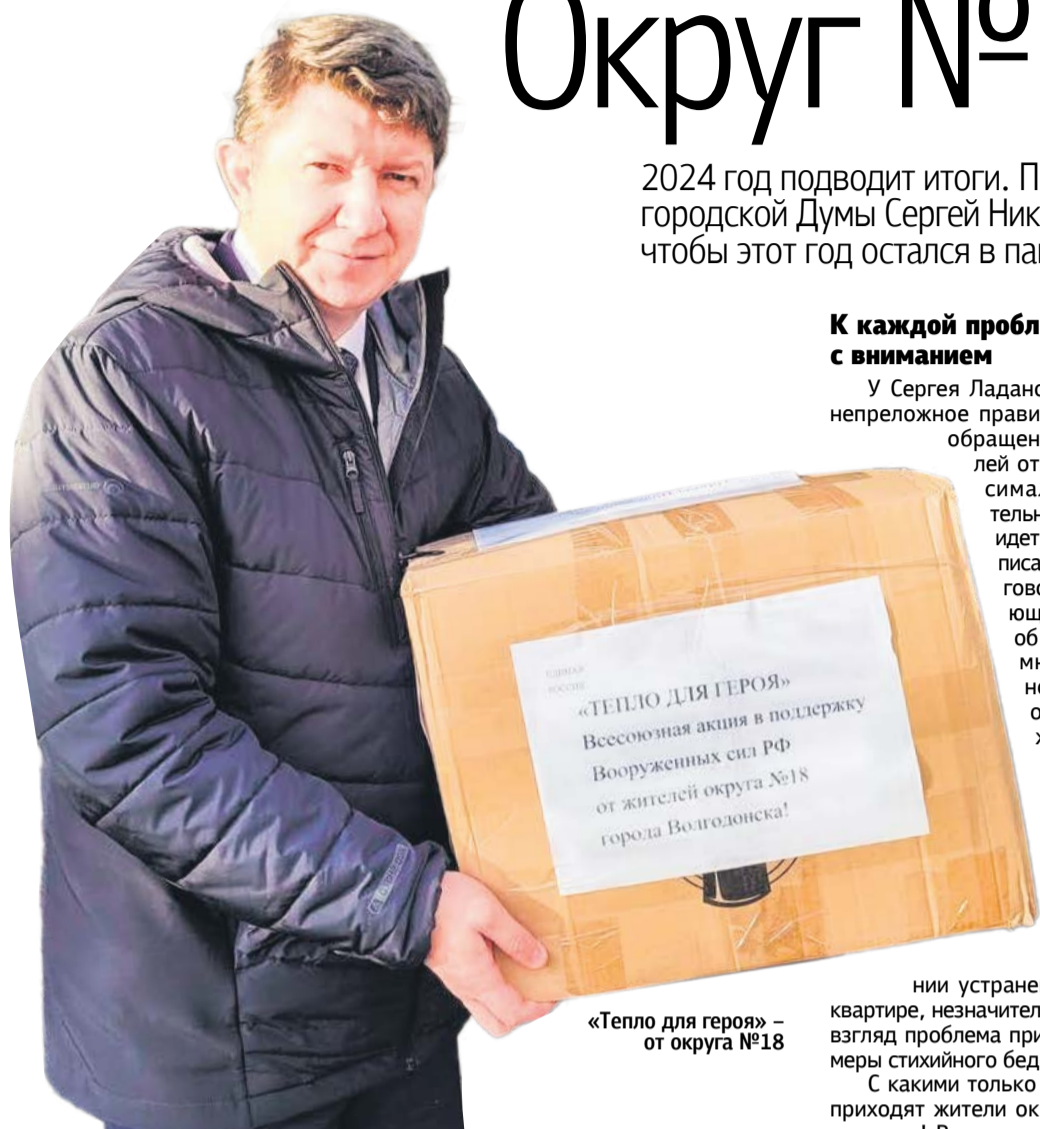 Округ №
2024 год подводит итоги. П
городской Думы Сергей Ник
чтобы этот год остался в па
К каждой пробл
с вниманием
У Сергея Ладано
непреложное прави
обращен
лей от
сима
тельн
идет
писа
гово
ющ
об
мн
не
о
ЕДИНАЯ
РОССИЯ
«ТЕПЛО ДЛЯ ГЕРОЯ»
Всесоюзная акция в поддержку
Вооруженных сил РФ
от жителей округа №18
города Волгодонска!
«Тепло для героя» –
от округа №18
нии устране
квартире, незначител
взгляд проблема при
меры стихийного бед
С какими только
приходят жители ок